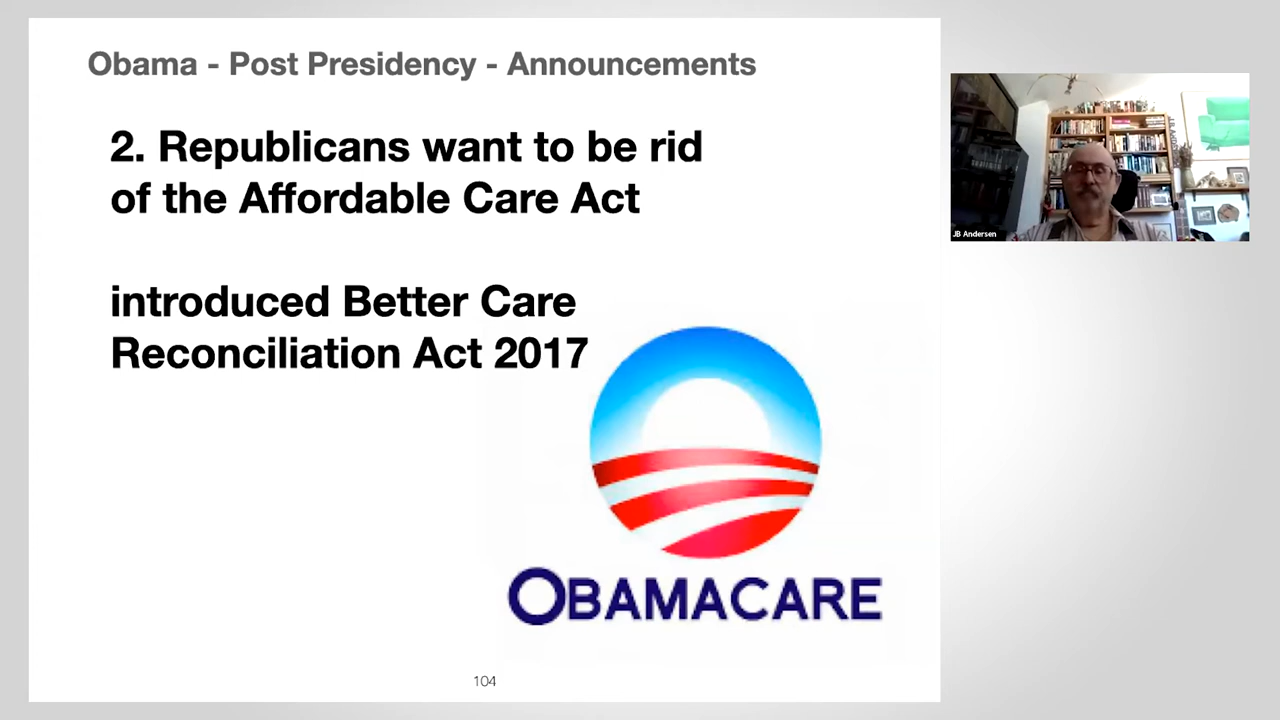 Obama - Post Presidency - Announcements
2. Republicans want to be rid
of the Affordable Care Act
introduced Better Care
Reconciliation Act 2017
OBAMACARE
104
JB Andersen